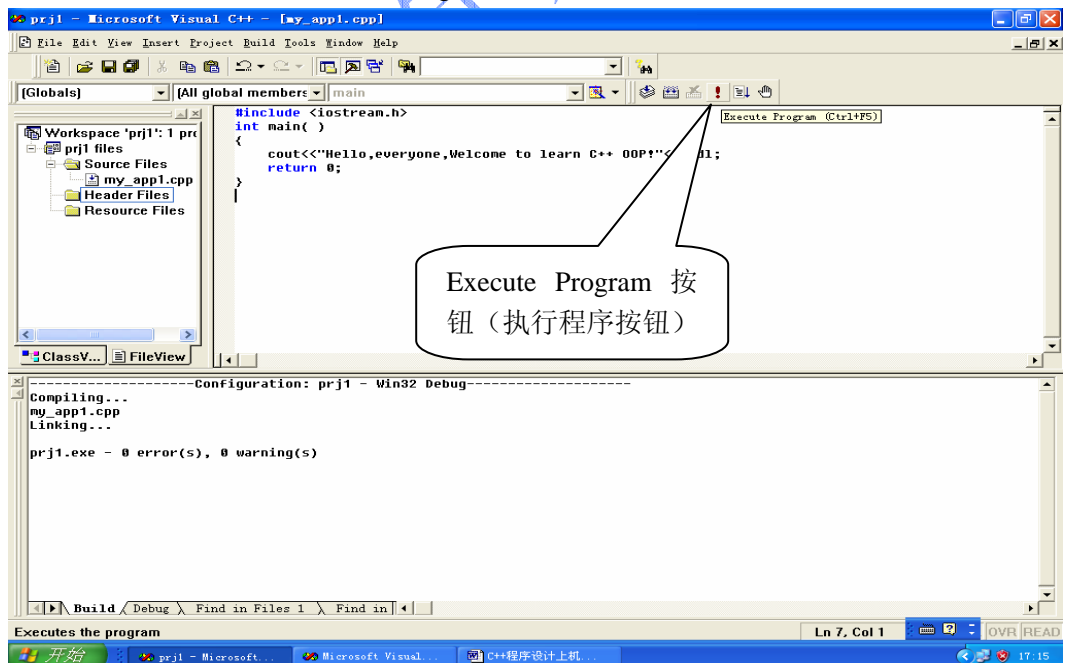 prj1 - Microsoft Visual C++ - [my_app1.cpp]
File Edit View Insert Project Build Tools Window Help
(Globals) (All global members main
Execute Program (Ctrl+F5)
Workspace 'prj1': 1 pro
prj1 files
Source Files
my_app1.cpp
Header Files
Resource Files
ClassV... FileView
#include <iostream.h>
int main( )
{
cout<<"Hello,everyone,Welcome to learn C++ OOP!"<
return 0;
}
Execute Program 按
钮（执行程序按钮）
--------------------Configuration: prj1 - Win32 Debug--------------------
Compiling...
my_app1.cpp
Linking...
prj1.exe - 0 error(s), 0 warning(s)
Build Debug Find in Files 1 Find in
Executes the program
Ln 7, Col 1 OVR READ
开始 prj1 - Microsoft... Microsoft Visual... C++程序设计上机... 17:15